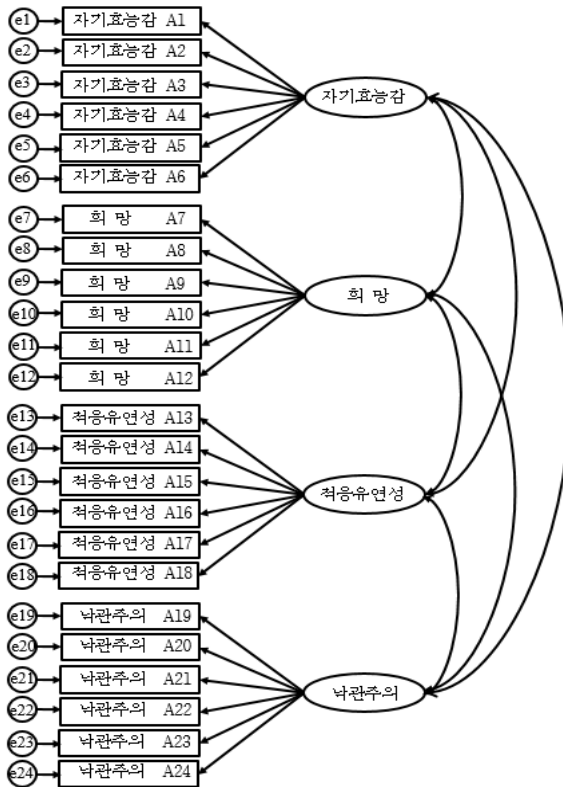 e1 자기효능감 A1
e2 자기효능감 A2
e3 자기효능감 A3
e4 자기효능감 A4
e5 자기효능감 A5
e6 자기효능감 A6
자기효능감
e7 희 망 A7
e8 희 망 A8
e9 희 망 A9
e10 희 망 A10
e11 희 망 A11
e12 희 망 A12
희 망
e13 적응유연성 A13
e14 적응유연성 A14
e15 적응유연성 A15
e16 적응유연성 A16
e17 적응유연성 A17
e18 적응유연성 A18
적응유연성
e19 낙관주의 A19
e20 낙관주의 A20
e21 낙관주의 A21
e22 낙관주의 A22
e23 낙관주의 A23
e24 낙관주의 A24
낙관주의